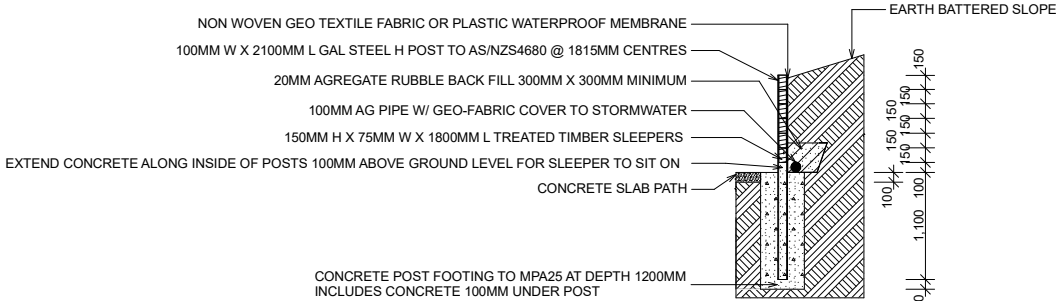 EARTH BATTERED SLOPE
NON WOVEN GEO TEXTILE FABRIC OR PLASTIC WATERPROOF MEMBRANE
100MM W X 2100MM L GAL STEEL H POST TO AS/NZS4680 @ 1815MM CENTRES
20MM AGREGATE RUBBLE BACK FILL 300MM X 300MM MINIMUM
100MM AG PIPE W/ GEO-FABRIC COVER TO STORMWATER
150MM H X 75MM W X 1800MM L TREATED TIMBER SLEEPERS
EXTEND CONCRETE ALONG INSIDE OF POSTS 100MM ABOVE GROUND LEVEL FOR SLEEPER TO SIT ON
CONCRETE SLAB PATH
CONCRETE POST FOOTING TO MPA25 AT DEPTH 1200MM
INCLUDES CONCRETE 100MM UNDER POST
150
150
150
150
150
150
150
100
100
1,100
0